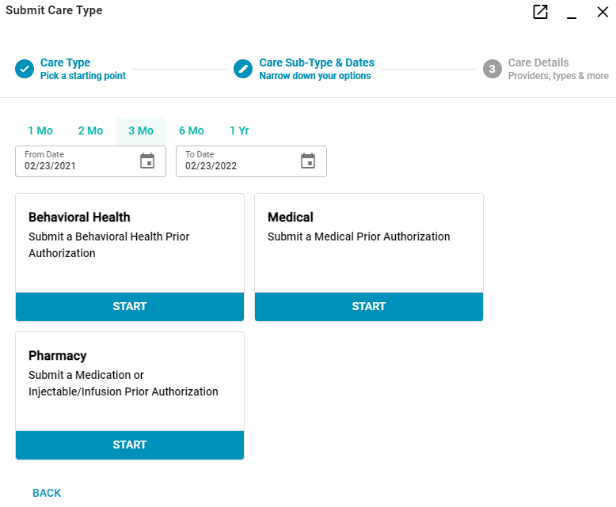 Submit Care Type
Care Type
Pick a starting point
Care Sub-Type & Dates
Narrow down your options
3
Care Details
Providers, types & more
1 Mo 2 Mo 3 Mo 6 Mo 1 Yr
From Date
02/23/2021
To Date
02/23/2022
Behavioral Health
Submit a Behavioral Health Prior
Authorization
START
Medical
Submit a Medical Prior Authorization
START
Pharmacy
Submit a Medication or
Injectable/Infusion Prior Authorization
START
BACK